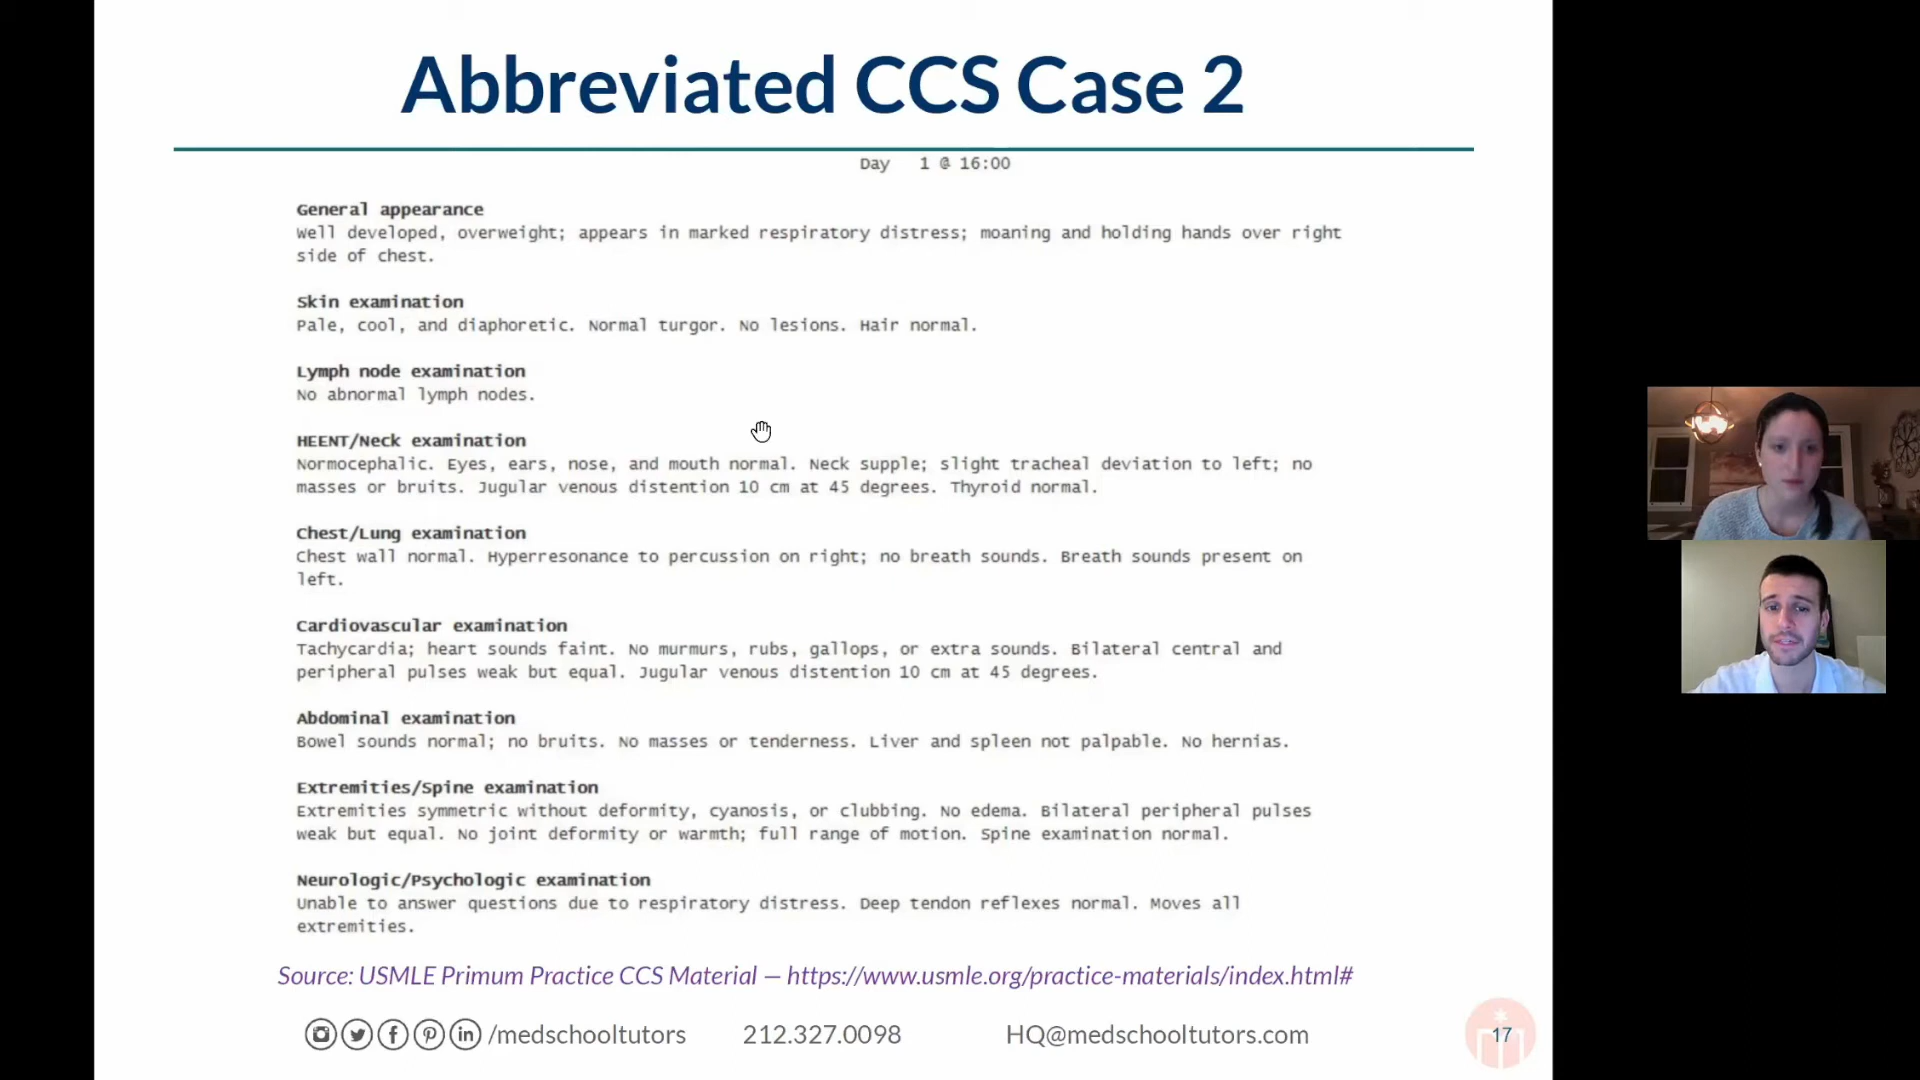 Abbreviated CCS Case 2
Day 1 @ 16:00
General appearance
Well developed, overweight; appears in marked respiratory distress; moaning and holding hands over right
side of chest.
Skin examination
Pale, cool, and diaphoretic. Normal turgor. No lesions. Hair normal.
Lymph node examination
No abnormal lymph nodes.
HEENT/Neck examination
Normocephalic. Eyes, ears, nose, and mouth normal. Neck supple; slight tracheal deviation to left; no
masses or bruits. Jugular venous distention 10 cm at 45 degrees. Thyroid normal.
Chest/Lung examination
Chest wall normal. Hyperresonance to percussion on right; no breath sounds. Breath sounds present on
left.
Cardiovascular examination
Tachycardia; heart sounds faint. No murmurs, rubs, gallops, or extra sounds. Bilateral central and
peripheral pulses weak but equal. Jugular venous distention 10 cm at 45 degrees.
Abdominal examination
Bowel sounds normal; no bruits. No masses or tenderness. Liver and spleen not palpable. No hernias.
Extremities/Spine examination
Extremities symmetric without deformity, cyanosis, or clubbing. No edema. Bilateral peripheral pulses
weak but equal. No joint deformity or warmth; full range of motion. Spine examination normal.
Neurologic/Psychologic examination
Unable to answer questions due to respiratory distress. Deep tendon reflexes normal. Moves all
extremities.
Source: USMLE Primum Practice CCS Material — https://www.usmle.org/practice-materials/index.html#
/medschooltutors 212.327.0098 HQ@medschooltutors.com 17